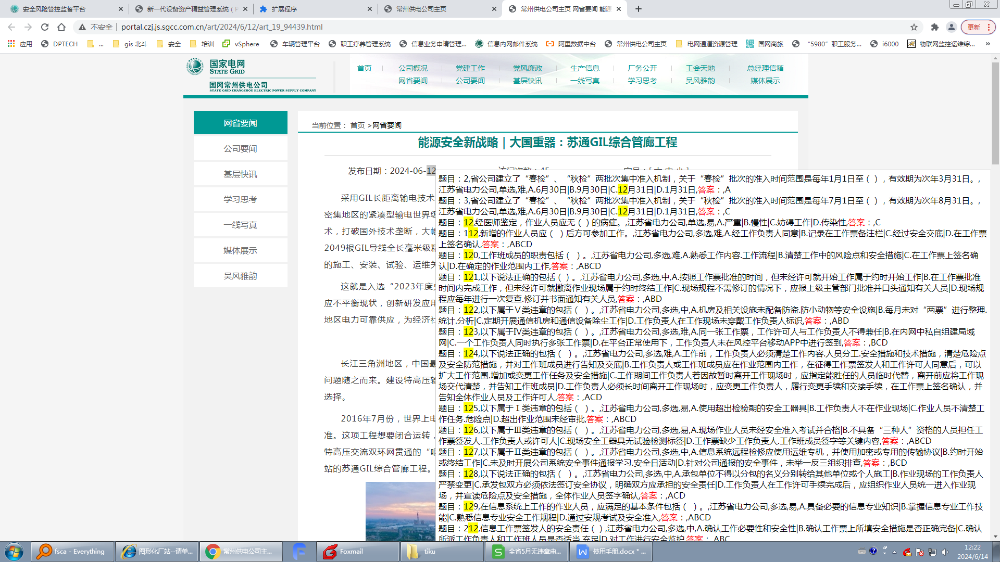 安全风险管控监督平台
新一代设备资产精益管理系统（P
扩展程序
常州供电公司主页
常州供电公司主页 网省要闻 能源
不安全 portal.czj.js.sgcc.com.cn/art/2024/6/12/art_19_94439.html
更新
应用 DPTECH ... gis 北斗 安全 培训 vSphere 车辆管理平台 职工疗养管理系统 信息业务申请管理... 信息内网邮件系统 阿里数据中台 常州供电公司主页 电网通道资源管理 国网商旅 “5980”职工服务... i6000 物联网监控运维综... »
国家电网
STATE GRID
国网常州供电公司
STATE GRID CHANGZHOU ELECTRIC POWER SUPPLY COMPANY
首页 公司概况 党建工作 党风廉政 生产信息 厂务公开 工会天地 总经理信箱
网省要闻 公司要闻 基层快讯 一线写真 学习思考 吴风雅韵 媒体展示
网省要闻
公司要闻
基层快讯
学习思考
一线写真
媒体展示
吴风雅韵
当前位置： 首页 >网省要闻
能源安全新战略｜大国重器：苏通GIL综合管廊工程
发布日期：2024-06-12 访问次数：45 字号：[ 大 中 小 ]
采用GIL长距离输电技术
密集地区的紧凑型输电世界级
术，打破国外技术垄断，大幅
2049根GIL导线全长毫米级精
的施工、安装、试验、运维关
这就是入选“2023年度央
应不平衡现状，创新研发应用
地区电力可靠供应，为经济社
长江三角洲地区，中国最
问题随之而来。建设特高压输
选择。
2016年7月份，世界上电
准。这项工程想要闭合运转，
特高压交流双环网贯通的“咽
站的苏通GIL综合管廊工程。
题目：2,省公司建立了“春检”、“秋检”两批次集中准入机制，关于“春检”批次的准入时间范围是每年1月1日至（ ），有效期为次年3月31日。,
江苏省电力公司,单选,难,A.6月30日|B.9月30日|C.12月31日|D.1月31日,答案：,A
题目：3,省公司建立了“春检”、“秋检”两批次集中准入机制，关于“秋检”批次的准入时间范围是每年7月1日至（ ），有效期为次年8月31日。,
江苏省电力公司,单选,难,A.6月30日|B.9月30日|C.12月31日|D.1月31日,答案：,C
题目：12,经医师鉴定，作业人员应无（ ）的病症。,江苏省电力公司,单选,易,A.严重|B.慢性|C.妨碍工作|D.传染性,答案：,C
题目：112,新增的作业人员应（ ）后方可参加工作。,江苏省电力公司,多选,难,A.经工作负责人同意|B.记录在工作票备注栏|C.经过安全交底|D.在工作票
上签名确认,答案：,ABCD
题目：120,工作班成员的职责包括（ ）。,江苏省电力公司,多选,难,A.熟悉工作内容.工作流程|B.清楚工作中的风险点和安全措施|C.在工作票上签名确
认|D.在确定的作业范围内工作,答案：,ABCD
题目：121,以下说法正确的包括（ ）。,江苏省电力公司,多选,中,A.按照工作票批准的时间，但未经许可就开始工作属于约时开始工作|B.在工作票批准
时间内完成工作，但未经许可就撤离作业现场属于约时终结工作|C.现场规程不需修订的情况下，应报上级主管部门批准并口头通知有关人员|D.现场规
程应每年进行一次复查.修订并书面通知有关人员,答案：,ABD
题目：122,以下属于Ⅴ类违章的包括（ ）。,江苏省电力公司,多选,中,A.机房及相关设施未配备防盗.防小动物等安全设施|B.每月未对“两票”进行整理.
统计.分析|C.定期开展通信机房和通信设备除尘工作|D.工作负责人在工作现场未穿戴工作负责人标识,答案：,ABD
题目：123,以下属于Ⅳ类违章的包括（ ）。,江苏省电力公司,多选,难,A.同一张工作票，工作许可人与工作负责人不得兼任|B.在内网中私自组建局域
网|C.一个工作负责人同时执行多张工作票|D.在平台正常使用下，工作负责人未在风控平台移动APP中进行签到,答案：,BCD
题目：124,以下说法正确的包括（ ）。,江苏省电力公司,多选,难,A.工作前，工作负责人必须清楚工作内容.人员分工.安全措施和技术措施，清楚危险点
及安全防范措施，并对工作班成员进行告知及交底|B.工作负责人或工作班成员应在作业范围内工作，在征得工作票签发人和工作许可人同意后，可以
扩大工作范围.增加或变更工作任务及安全措施|C.工作期间工作负责人若因故暂时离开工作现场时，应指定能胜任的人员临时代替，离开前应将工作现
场交代清楚，并告知工作班成员|D.工作负责人必须长时间离开工作现场时，应变更工作负责人，履行变更手续和交接手续，在工作票上签名确认，并
告知全体作业人员及工作许可人,答案：,ACD
题目：125,以下属于Ⅰ类违章的包括（ ）。,江苏省电力公司,多选,易,A.使用超出检验期的安全工器具|B.工作负责人不在作业现场|C.作业人员不清楚工
作任务.危险点|D.超出作业范围未经审批,答案：,ABCD
题目：126,以下属于Ⅲ类违章的包括（ ）。,江苏省电力公司,多选,易,A.现场作业人员未经安全准入考试并合格|B.不具备“三种人”资格的人员担任工
作票签发人.工作负责人或许可人|C.现场安全工器具无试验检测标签|D.工作票缺少工作负责人.工作班成员签字等关键内容,答案：,ABCD
题目：127,以下属于Ⅱ类违章的包括（ ）。,江苏省电力公司,多选,中,A.信息系统远程检修应使用运维专机，并使用加密或专用的传输协议|B.约时开始
或终结工作|C.未及时开展公司系统安全事件通报学习.安全日活动|D.针对公司通报的安全事件，未举一反三组织排查,答案：,BCD
题目：128,以下说法正确的包括（ ）。,江苏省电力公司,多选,中,A.承包单位不得以分包的名义分别转给其他单位或个人施工|B.作业现场的工作负责人
严禁变更|C.承发包双方必须依法签订安全协议，明确双方应承担的安全责任|D.工作负责人在工作许可手续完成后，应组织作业人员统一进入作业现
场，并宣读危险点及安全措施，全体作业人员签字确认,答案：,ACD
题目：129,在信息系统上工作的作业人员，应满足的基本条件包括（ ）。,江苏省电力公司,多选,易,A.具备必要的信息专业知识|B.掌握信息专业工作技
能|C.熟悉信息专业安全工作规程|D.通过安规考试及安全准入,答案：,ABCD
题目：212,信息工作票签发人的安全责任（ ）,江苏省电力公司,多选,中,A.确认工作必要性和安全性|B.确认工作票上所填安全措施是否正确完备|C.确认
所派工作负责人和工作班人员是否适当.充足|D.对工作进行安全监护,答案：,ABC
fsca - Everything
图形化厂站--请单...
常州供电公司主...
Foxmail
tiku
全省5月无违章申...
使用手册.docx * ...
12:22
2024/6/14